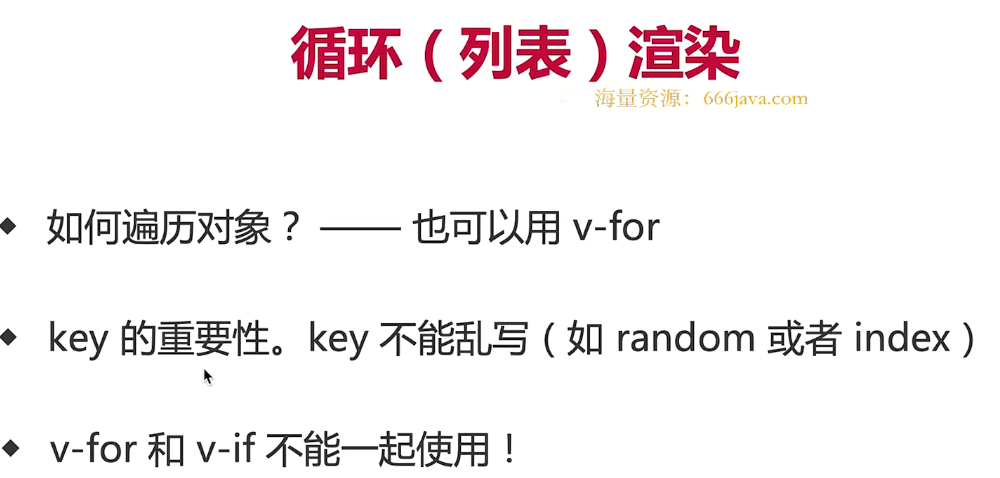 循环（列表）渲染
海量资源：666java.com
◆ 如何遍历对象？ —— 也可以用 v-for
◆ key 的重要性。key 不能乱写（如 random 或者 index）
◆ v-for 和 v-if 不能一起使用！